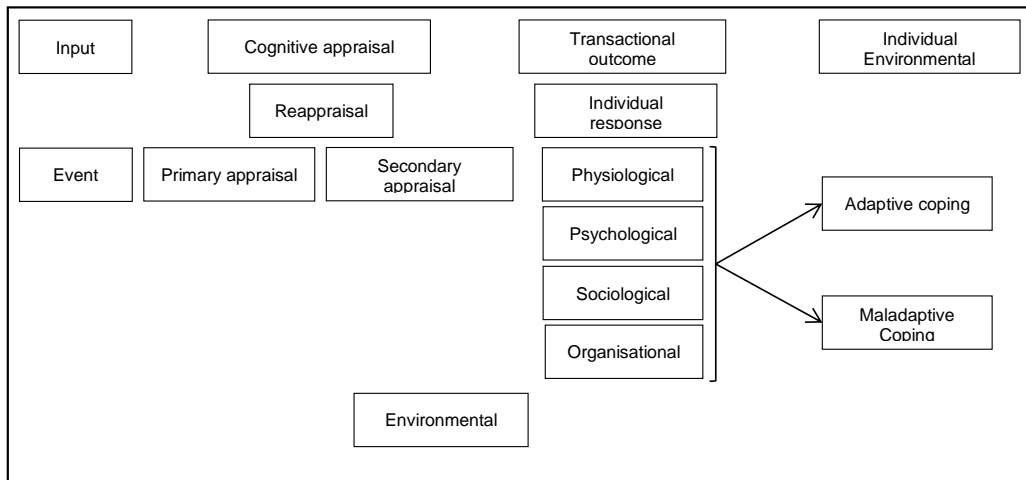 Input
Cognitive appraisal
Transactional
outcome
Individual
Environmental
Reappraisal
Individual
response
Event
Primary appraisal
Secondary
appraisal
Physiological
Psychological
Adaptive coping
Sociological
Maladaptive
Coping
Organisational
Environmental